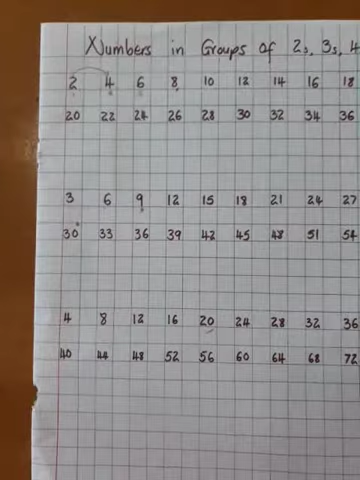 Numbers in Groups of 2s, 3s, 4
2 4 6 8 10 12 14 16 18
20 22 24 26 28 30 32 34 36
3 6 9 12 15 18 21 24 27
30 33 36 39 42 45 48 51 54
4 8 12 16 20 24 28 32 36
40 44 48 52 56 60 64 68 72